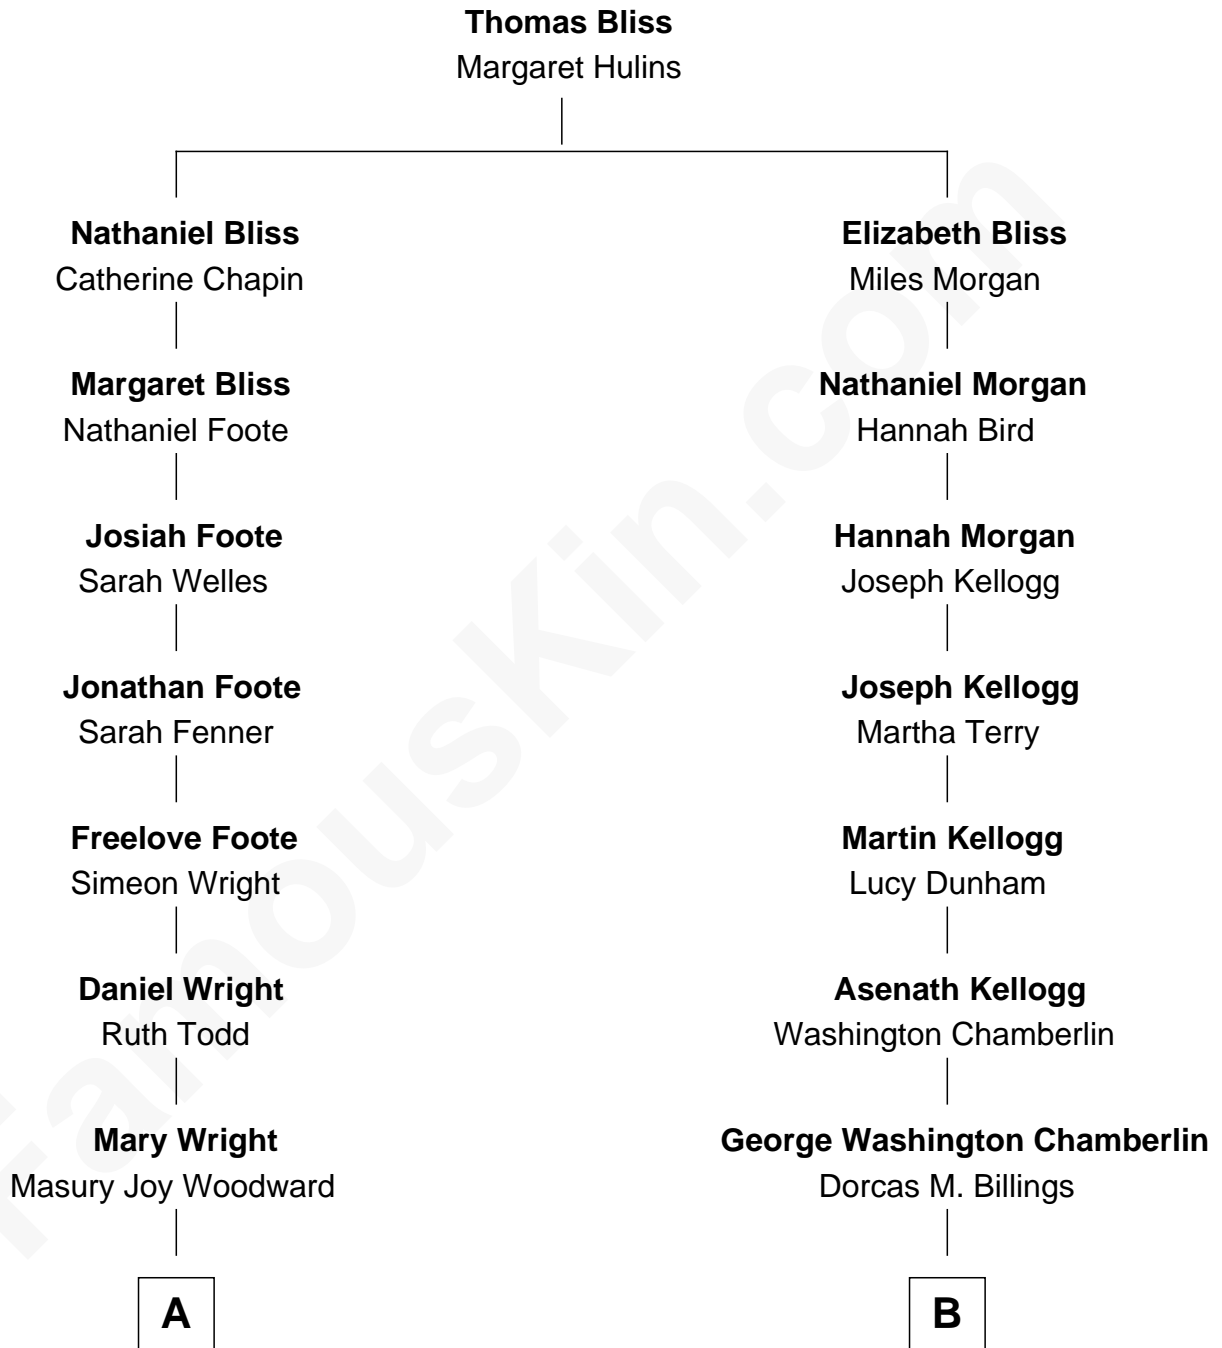 Thomas Bliss
Margaret Hulins
Nathaniel Bliss
Catherine Chapin
Elizabeth Bliss
Miles Morgan
Margaret Bliss
Nathaniel Foote
Nathaniel Morgan
Hannah Bird
Josiah Foote
Sarah Welles
Hannah Morgan
Joseph Kellogg
Jonathan Foote
Sarah Fenner
Joseph Kellogg
Martha Terry
Freelove Foote
Simeon Wright
Martin Kellogg
Lucy Dunham
Daniel Wright
Ruth Todd
Asenath Kellogg
Washington Chamberlin
Mary Wright
Masury Joy Woodward
George Washington Chamberlin
Dorcas M. Billings
A
B
FamousKin.com